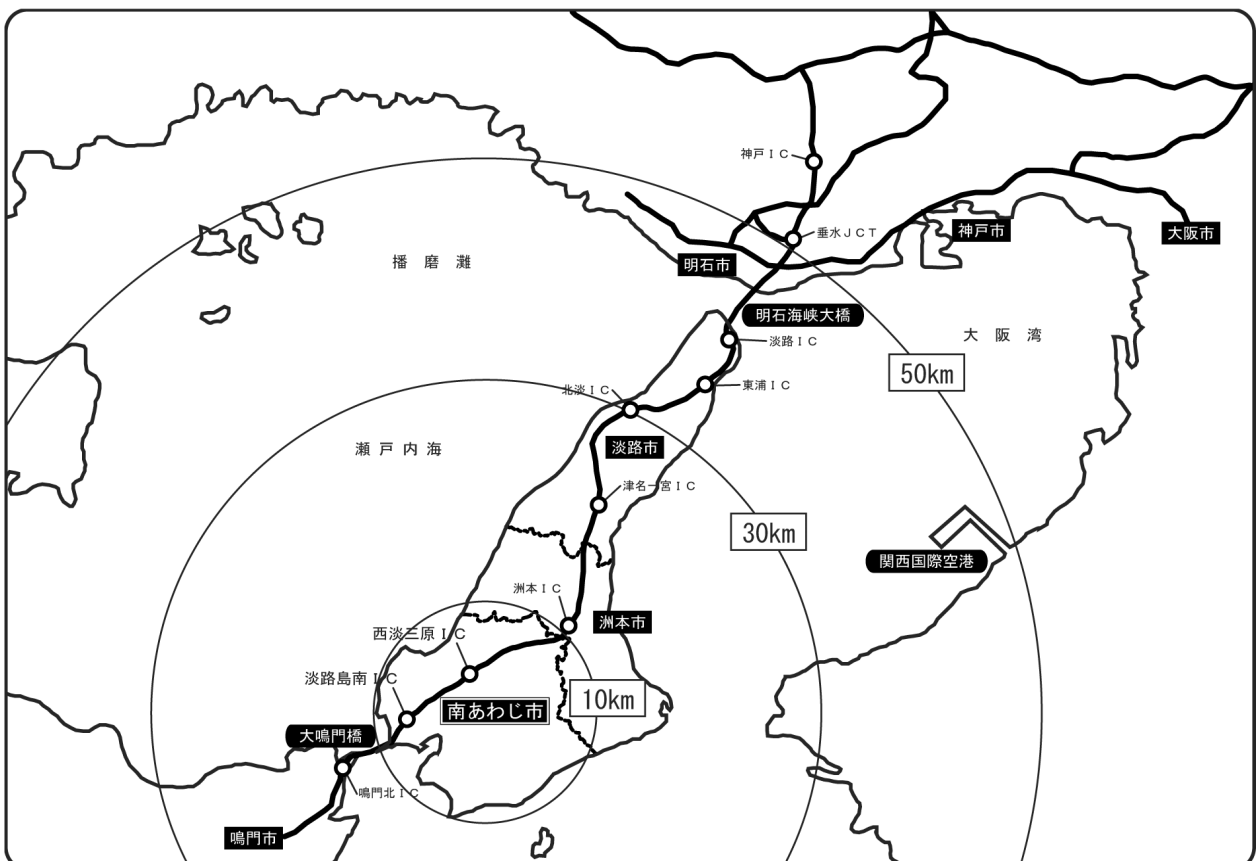 神戸ＩＣ
垂水ＪＣＴ
神戸市
大阪市
明石市
播磨灘
明石海峡大橋
大阪湾
淡路ＩＣ
50km
東浦ＩＣ
北淡ＩＣ
淡路市
瀬戸内海
津名一宮ＩＣ
30km
関西国際空港
洲本ＩＣ
洲本市
西淡三原ＩＣ
淡路島南ＩＣ
10km
南あわじ市
大鳴門橋
鳴門北ＩＣ
鳴門市